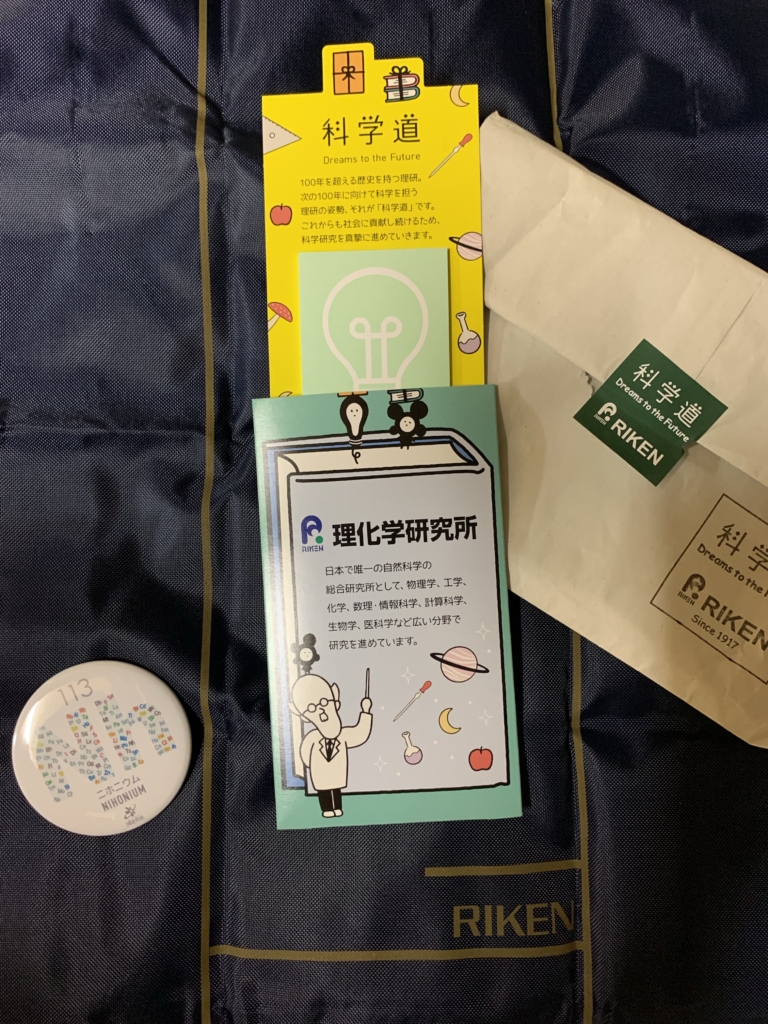 科学道
Dreams to the Future
100年を超える歴史を持つ理研。
次の100年に向けて科学を担う
理研の姿勢、それが「科学道」です。
これからも社会に貢献し続けるため、
科学研究を真摯に進めていきます。
科学道
Dreams to the Future
RIKEN
RIKEN
理化学研究所
日本で唯一の自然科学の
総合研究所として、物理学、工学、
化学、数理・情報科学、計算科学、
生物学、医科学など広い分野で
研究を進めています。
科学
Dreams to the
RIKEN
RIKEN
Since 1917
113
Nh
ニホニウム
NIHONIUM
RIKEN